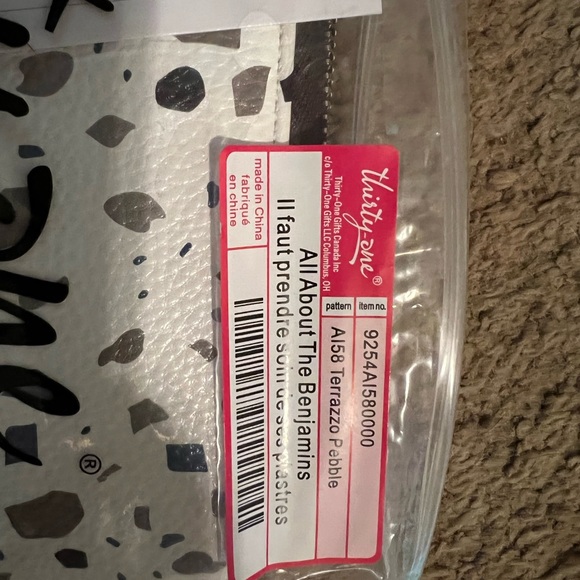 thirty-one®
Thirty-One Gifts Canada Inc
c/o Thirty-One Gifts LLC Columbus, OH
item no. 9254AI580000
pattern AI58 Terrazzo Pebble
All About The Benjamins
Il faut prendre soin de ses piastres
made in China
fabriqué
en chine
®